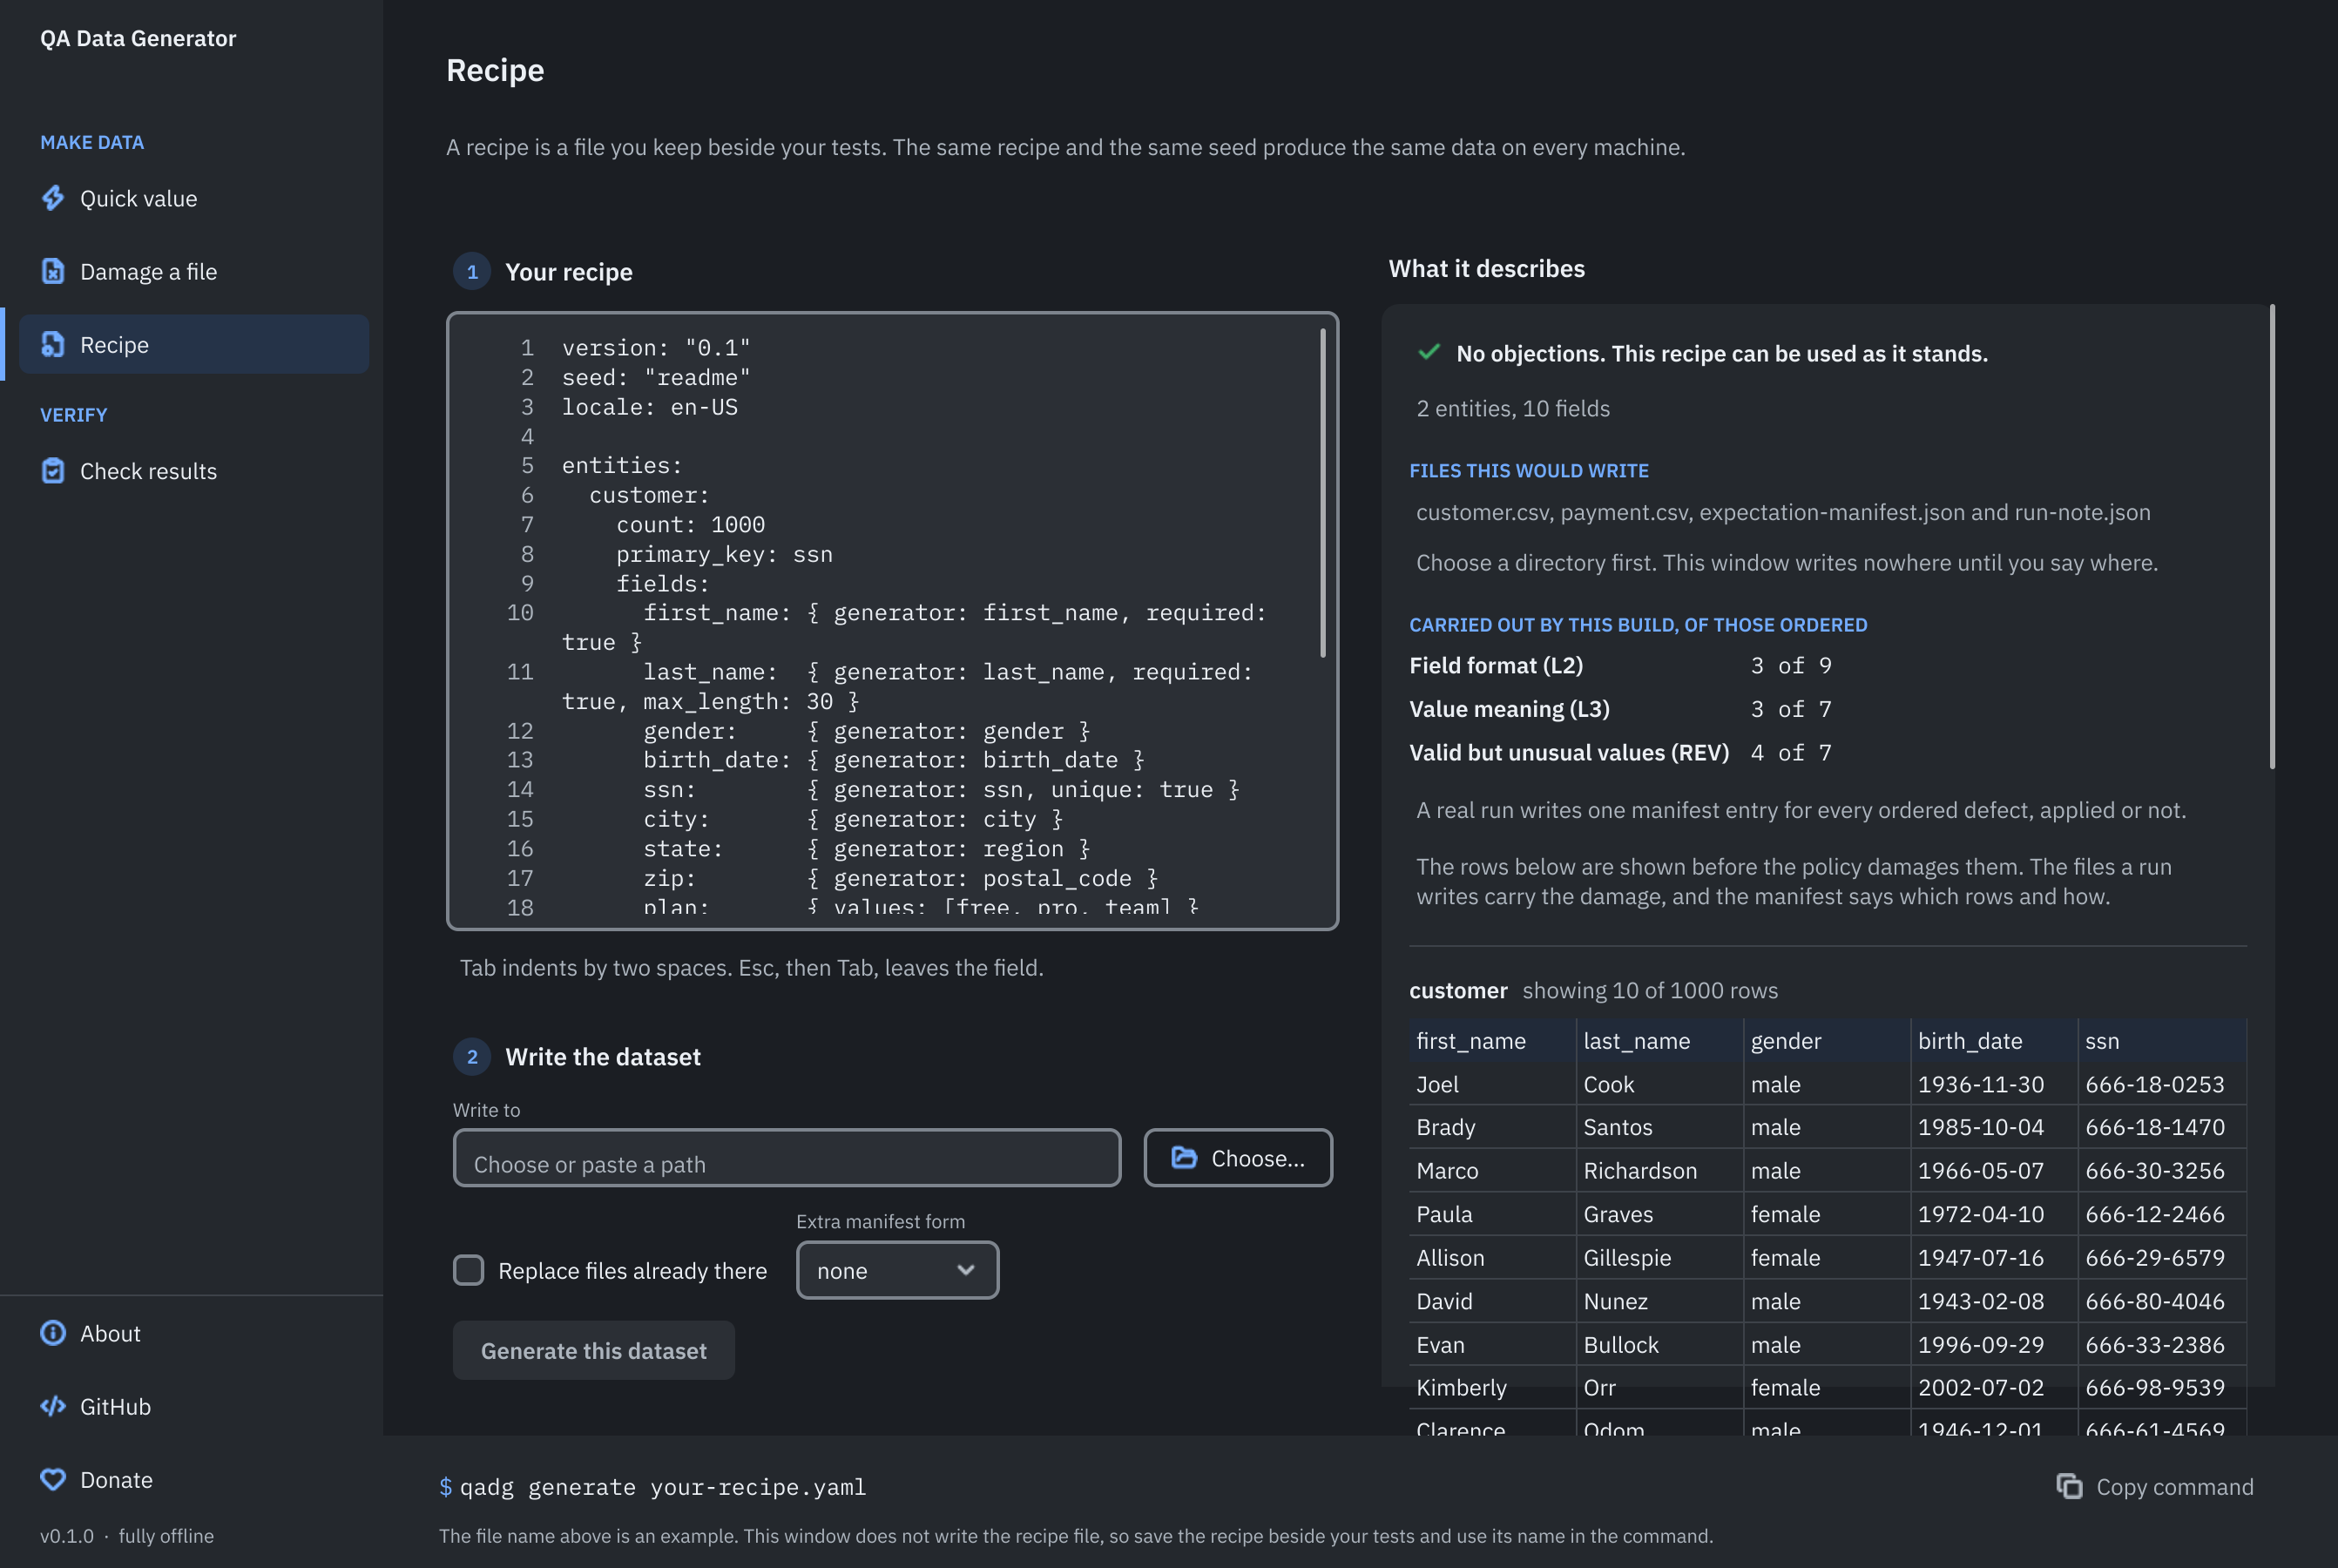 QA Data Generator
MAKE DATA
Quick value
Damage a file
Recipe
VERIFY
Check results
About
GitHub
Donate
v0.1.0 · fully offline
Recipe
A recipe is a file you keep beside your tests. The same recipe and the same seed produce the same data on every machine.
1 Your recipe
1 version: "0.1"
2 seed: "readme"
3 locale: en-US
4
5 entities:
6   customer:
7     count: 1000
8     primary_key: ssn
9     fields:
10       first_name: { generator: first_name, required:
true }
11       last_name:  { generator: last_name, required:
true, max_length: 30 }
12       gender:     { generator: gender }
13       birth_date: { generator: birth_date }
14       ssn:        { generator: ssn, unique: true }
15       city:       { generator: city }
16       state:      { generator: region }
17       zip:        { generator: postal_code }
18       plan:       { values: [free, pro, team] }
Tab indents by two spaces. Esc, then Tab, leaves the field.
2 Write the dataset
Write to
Choose or paste a path
Choose...
Extra manifest form
Replace files already there
none
Generate this dataset
What it describes
No objections. This recipe can be used as it stands.
2 entities, 10 fields
FILES THIS WOULD WRITE
customer.csv, payment.csv, expectation-manifest.json and run-note.json
Choose a directory first. This window writes nowhere until you say where.
CARRIED OUT BY THIS BUILD, OF THOSE ORDERED
Field format (L2) 3 of 9
Value meaning (L3) 3 of 7
Valid but unusual values (REV) 4 of 7
A real run writes one manifest entry for every ordered defect, applied or not.
The rows below are shown before the policy damages them. The files a run
writes carry the damage, and the manifest says which rows and how.
customer showing 10 of 1000 rows
first_name last_name gender birth_date ssn
Joel Cook male 1936-11-30 666-18-0253
Brady Santos male 1985-10-04 666-18-1470
Marco Richardson male 1966-05-07 666-30-3256
Paula Graves female 1972-04-10 666-12-2466
Allison Gillespie female 1947-07-16 666-29-6579
David Nunez male 1943-02-08 666-80-4046
Evan Bullock male 1996-09-29 666-33-2386
Kimberly Orr female 2002-07-02 666-98-9539
Clarence Odom male 1946-12-01 666-61-4569
$ qadg generate your-recipe.yaml
Copy command
The file name above is an example. This window does not write the recipe file, so save the recipe beside your tests and use its name in the command.